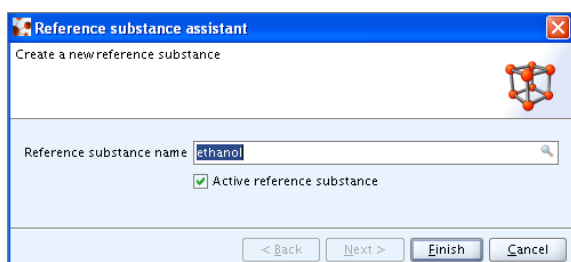 Reference substance assistant
Create a new reference substance
Reference substance name ethanol
Active reference substance
< Back Next > Finish Cancel